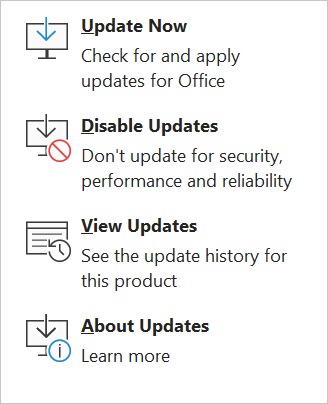 Update Now
Check for and apply
updates for Office
Disable Updates
Don't update for security,
performance and reliability
View Updates
See the update history for
this product
About Updates
Learn more